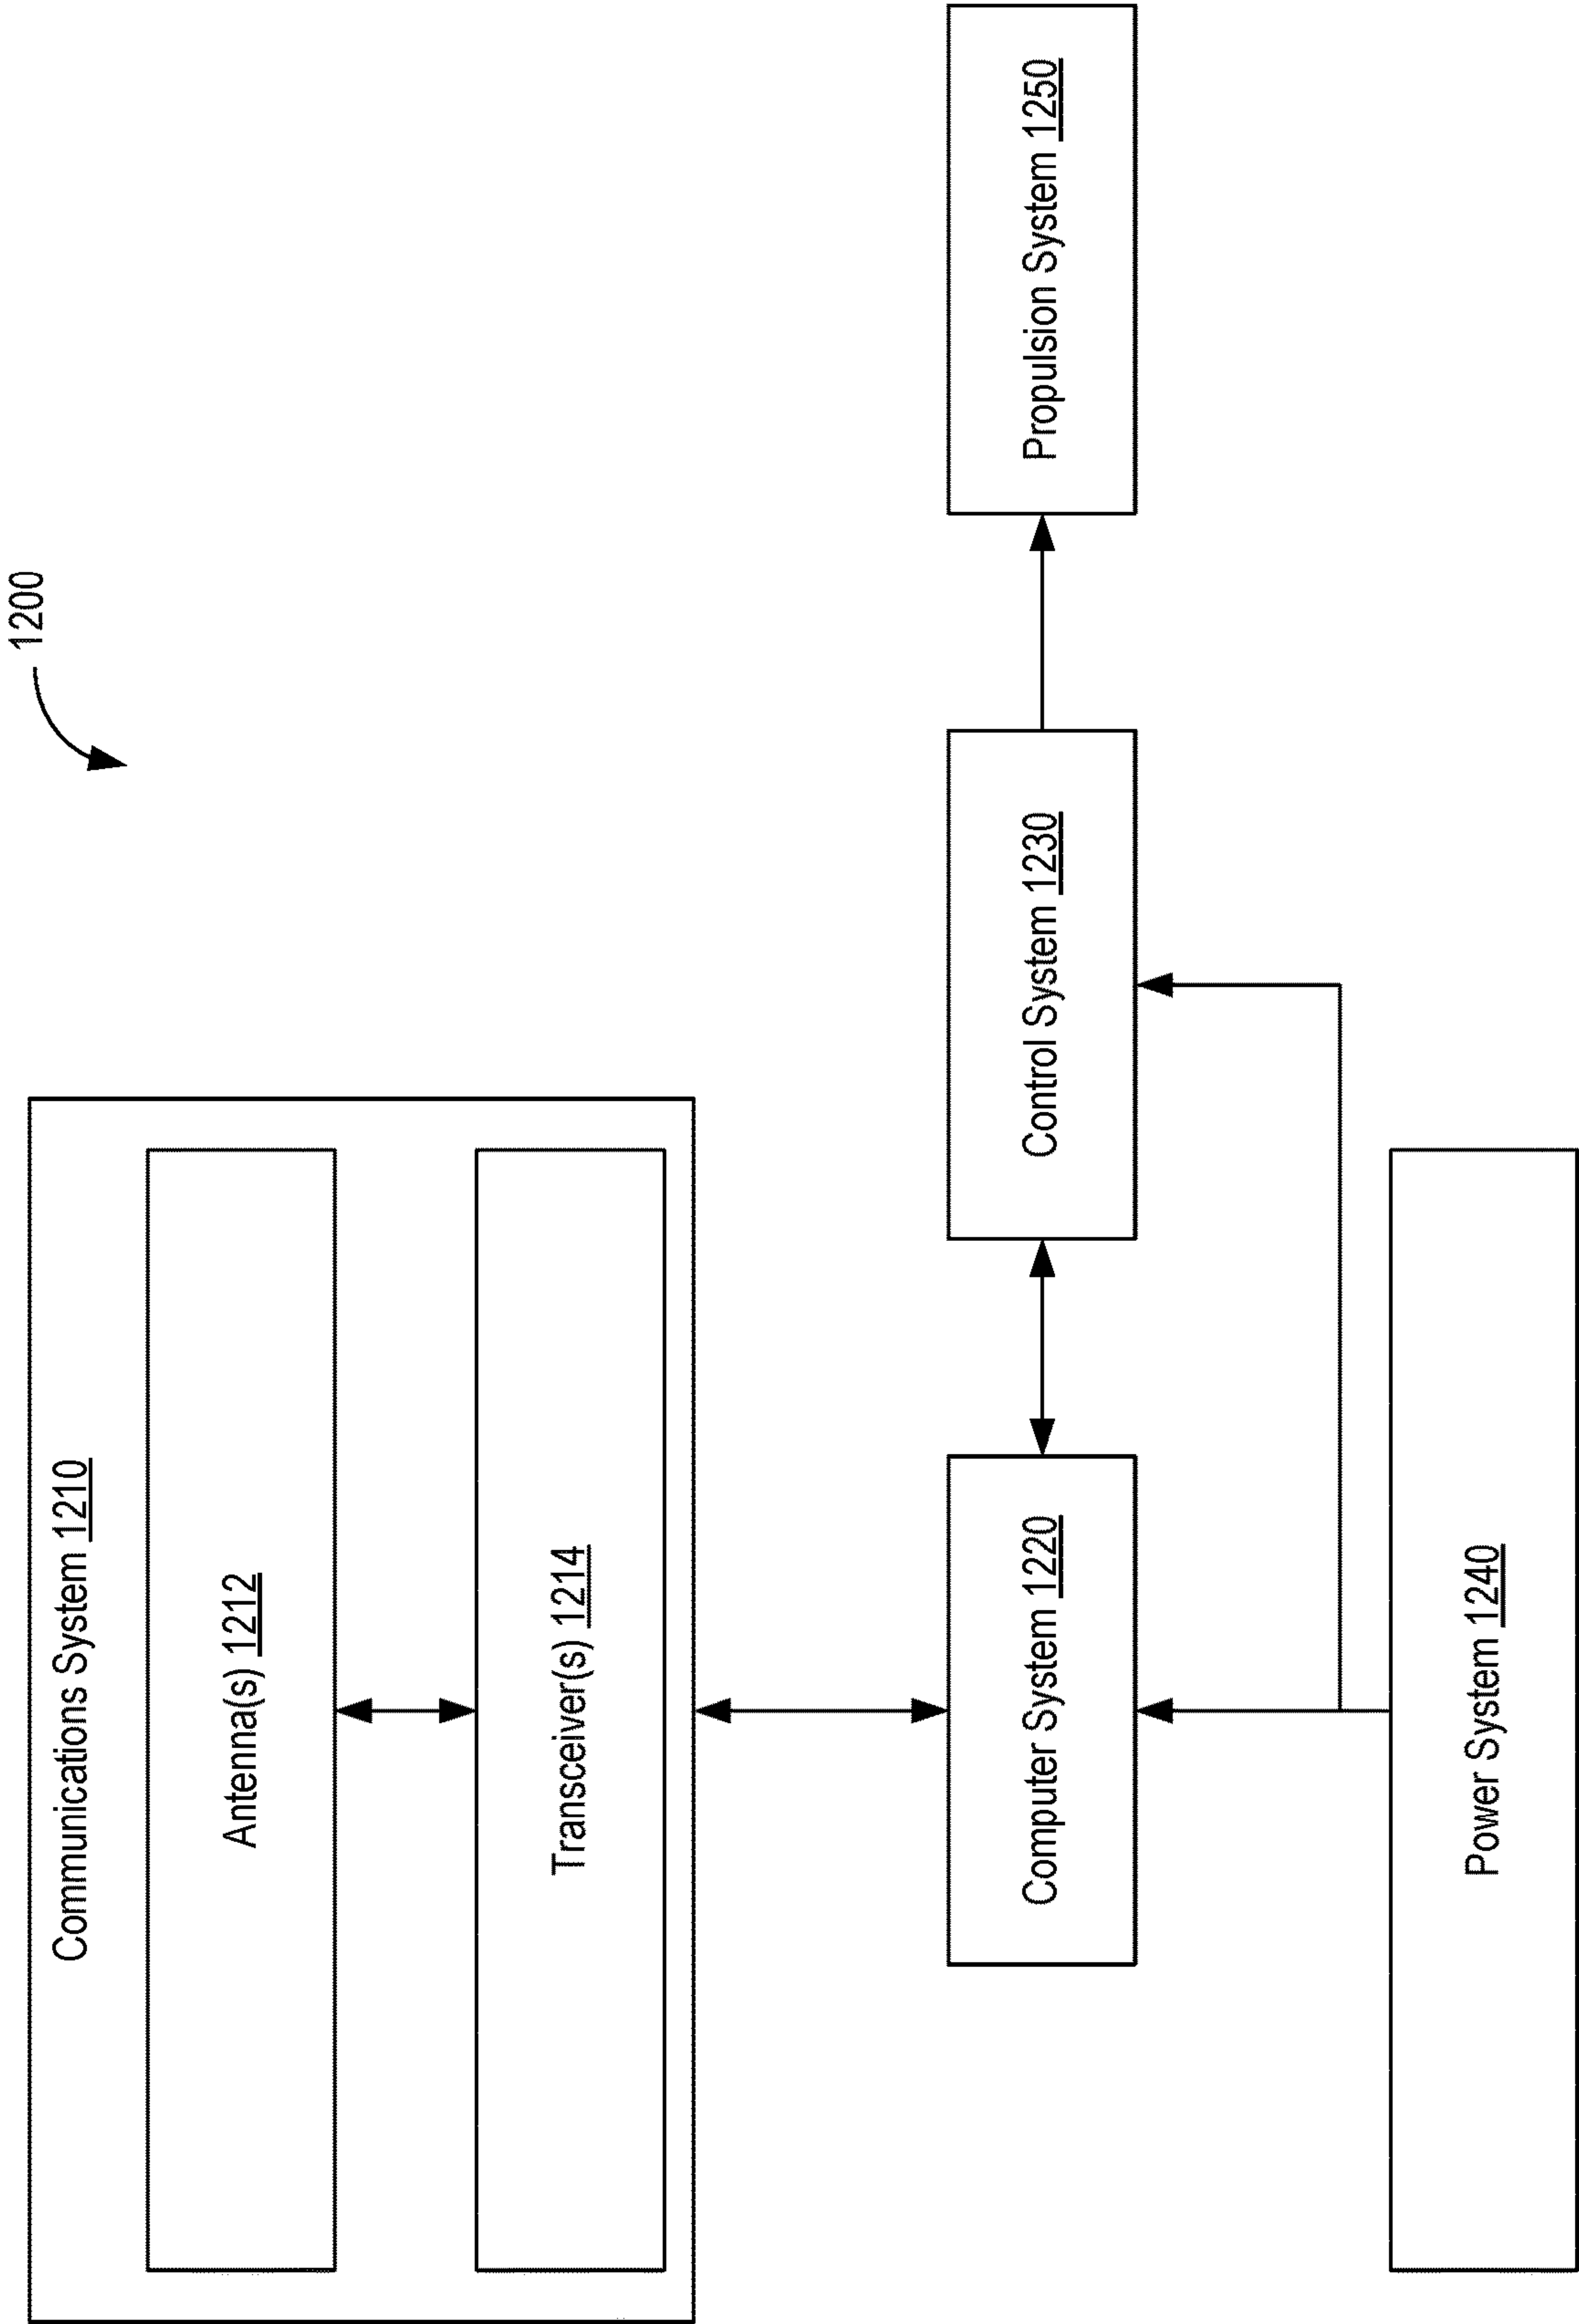 1200
Communications System 1210
Antenna(s) 1212
Transceiver(s) 1214
Computer System 1220
Control System 1230
Propulsion System 1250
Power System 1240